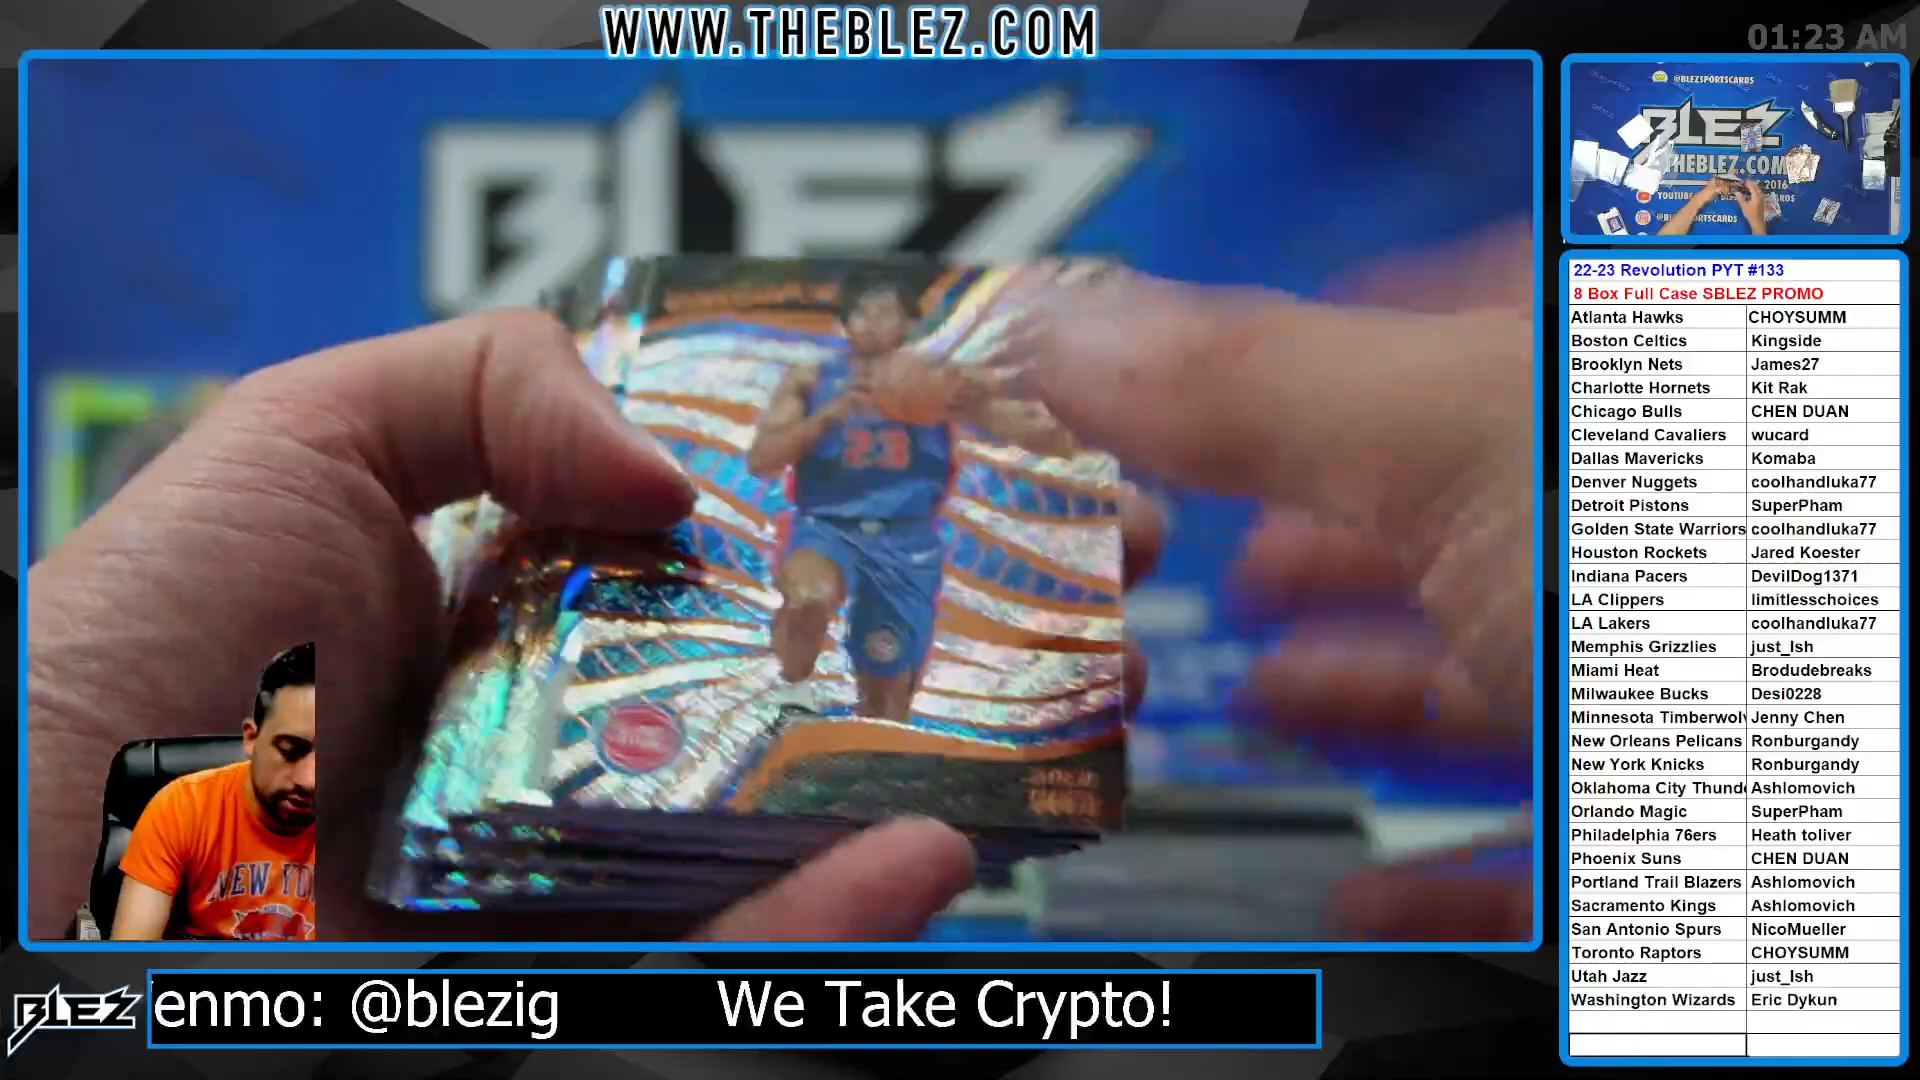 WWW.THEBLEZ.COM
01:23 AM
BLEZ
23
NEW YO
@BLEZSPORTSCARDS
BLEZ
THEBLEZ.COM
2016
22-23 Revolution PYT #133
8 Box Full Case SBLEZ PROMO
Atlanta Hawks CHOYSUMM
Boston Celtics Kingside
Brooklyn Nets James27
Charlotte Hornets Kit Rak
Chicago Bulls CHEN DUAN
Cleveland Cavaliers wucard
Dallas Mavericks Komaba
Denver Nuggets coolhandluka77
Detroit Pistons SuperPham
Golden State Warriors coolhandluka77
Houston Rockets Jared Koester
Indiana Pacers DevilDog1371
LA Clippers limitlesschoices
LA Lakers coolhandluka77
Memphis Grizzlies just_Ish
Miami Heat Brodudebreaks
Milwaukee Bucks Desi0228
Minnesota Timberwolv Jenny Chen
New Orleans Pelicans Ronburgandy
New York Knicks Ronburgandy
Oklahoma City Thund Ashlomovich
Orlando Magic SuperPham
Philadelphia 76ers Heath toliver
Phoenix Suns CHEN DUAN
Portland Trail Blazers Ashlomovich
Sacramento Kings Ashlomovich
San Antonio Spurs NicoMueller
Toronto Raptors CHOYSUMM
Utah Jazz just_Ish
Washington Wizards Eric Dykun
BLEZ
enmo: @blezig We Take Crypto!